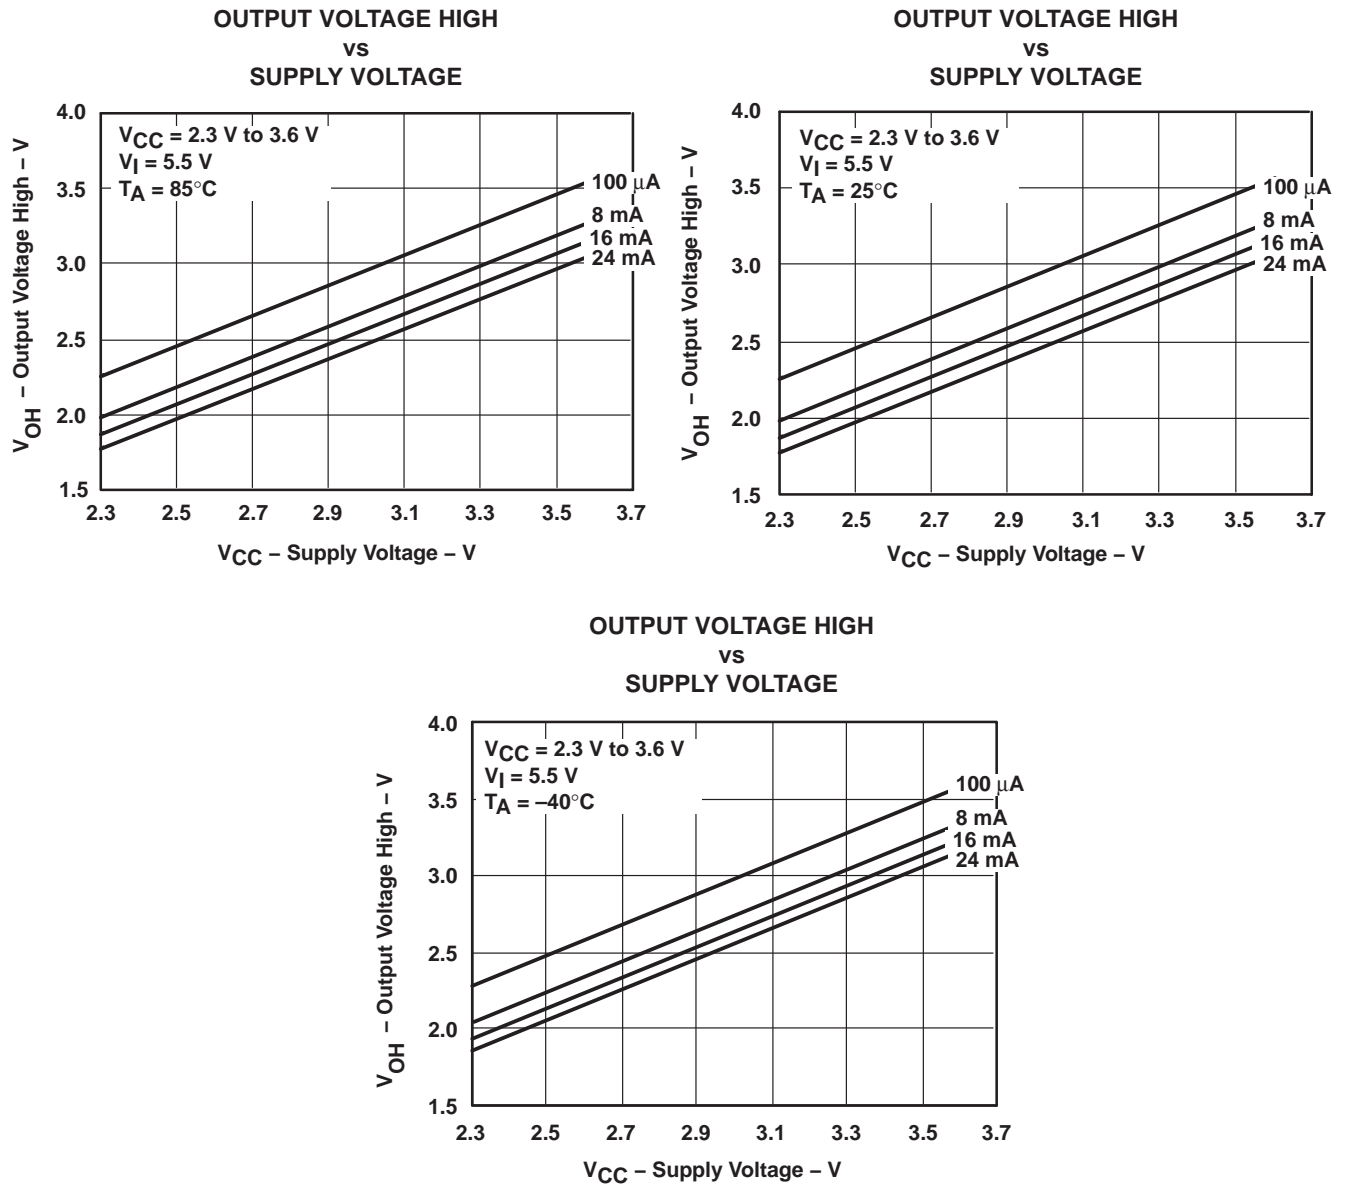 OUTPUT VOLTAGE HIGH
vs
SUPPLY VOLTAGE
VOH – Output Voltage High – V
4.0
3.5
3.0
2.5
2.0
1.5
VCC = 2.3 V to 3.6 V
VI = 5.5 V
TA = 85°C
100 μA
8 mA
16 mA
24 mA
2.3 2.5 2.7 2.9 3.1 3.3 3.5 3.7
VCC – Supply Voltage – V
OUTPUT VOLTAGE HIGH
vs
SUPPLY VOLTAGE
VOH – Output Voltage High – V
4.0
3.5
3.0
2.5
2.0
1.5
VCC = 2.3 V to 3.6 V
VI = 5.5 V
TA = 25°C
100 μA
8 mA
16 mA
24 mA
2.3 2.5 2.7 2.9 3.1 3.3 3.5 3.7
VCC – Supply Voltage – V
OUTPUT VOLTAGE HIGH
vs
SUPPLY VOLTAGE
VOH – Output Voltage High – V
4.0
3.5
3.0
2.5
2.0
1.5
VCC = 2.3 V to 3.6 V
VI = 5.5 V
TA = –40°C
100 μA
8 mA
16 mA
24 mA
2.3 2.5 2.7 2.9 3.1 3.3 3.5 3.7
VCC – Supply Voltage – V